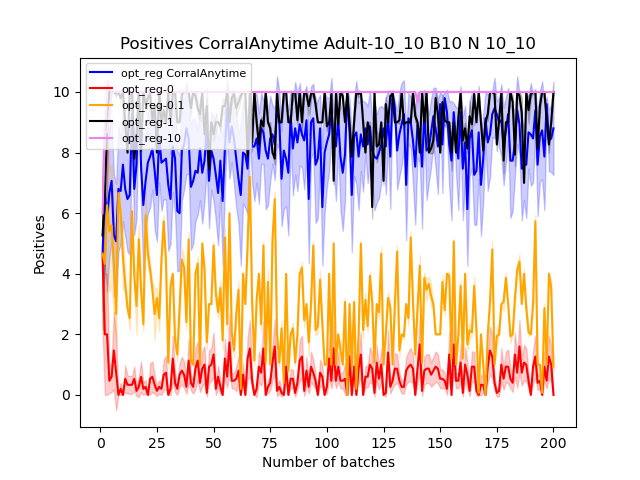 Positives CorralAnytime Adult-10_10 B10 N 10_10
opt_reg CorralAnytime
opt_reg-0
opt_reg-0.1
opt_reg-1
opt_reg-10
Positives
10
8
6
4
2
0
0 25 50 75 100 125 150 175 200
Number of batches